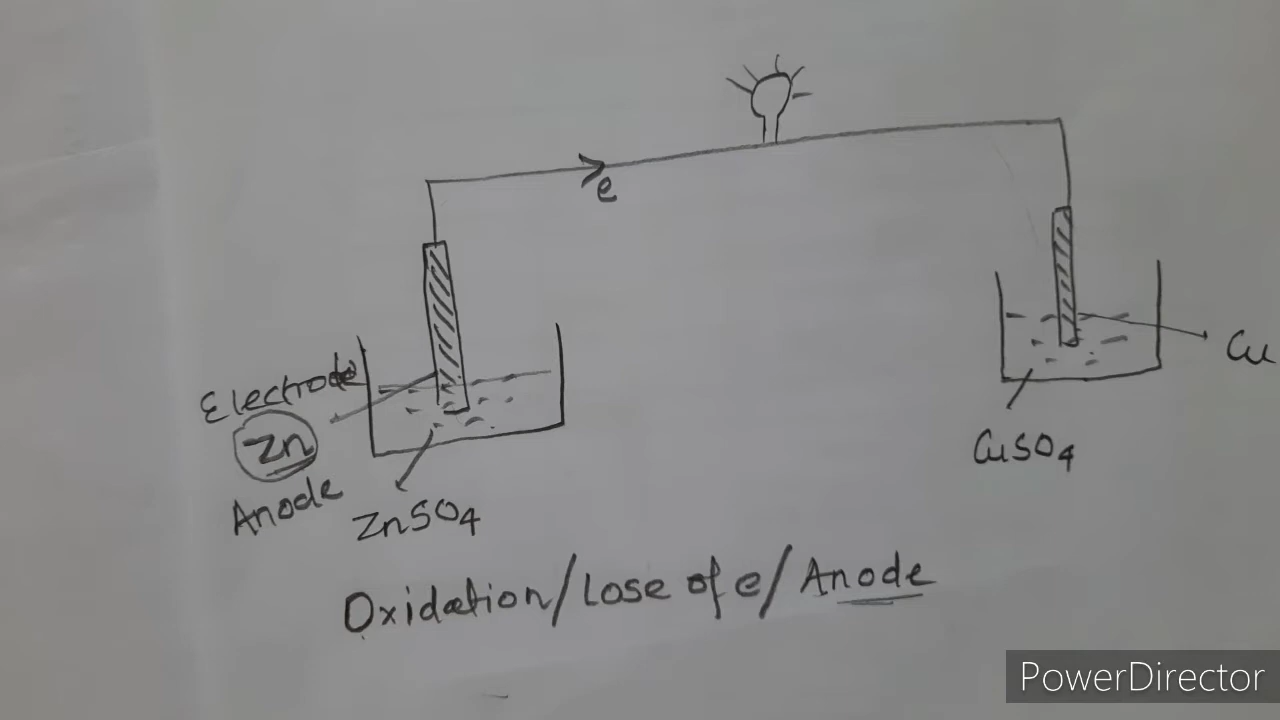 e
Electrode
Zn
Anode
ZnSO4
Cu
CuSO4
Oxidation/Lose of e/Anode
PowerDirector